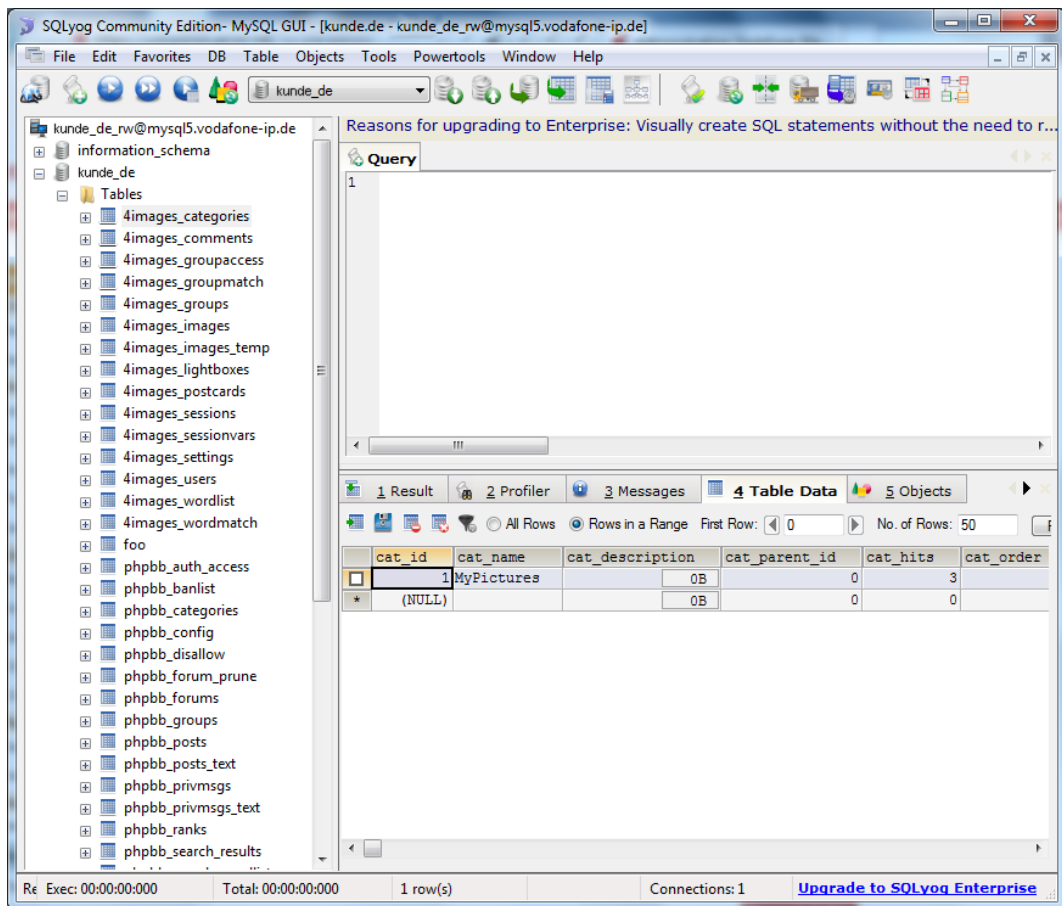 SQLyog Community Edition- MySQL GUI - [kunde.de - kunde_de_rw@mysql5.vodafone-ip.de]
File Edit Favorites DB Table Objects Tools Powertools Window Help
kunde_de
kunde_de_rw@mysql5.vodafone-ip.de
information_schema
kunde_de
Tables
4images_categories
4images_comments
4images_groupaccess
4images_groupmatch
4images_groups
4images_images
4images_images_temp
4images_lightboxes
4images_postcards
4images_sessions
4images_sessionvars
4images_settings
4images_users
4images_wordlist
4images_wordmatch
foo
phpbb_auth_access
phpbb_banlist
phpbb_categories
phpbb_config
phpbb_disallow
phpbb_forum_prune
phpbb_forums
phpbb_groups
phpbb_posts
phpbb_posts_text
phpbb_privmsgs
phpbb_privmsgs_text
phpbb_ranks
phpbb_search_results
Reasons for upgrading to Enterprise: Visually create SQL statements without the need to r...
Query
1
1 Result 2 Profiler 3 Messages 4 Table Data 5 Objects
All Rows Rows in a Range First Row: 0 No. of Rows: 50
cat_id cat_name cat_description cat_parent_id cat_hits cat_order
1 MyPictures 0B 0 3
* (NULL) 0B 0 0
Exec: 00:00:00:000 Total: 00:00:00:000 1 row(s) Connections: 1 Upgrade to SQLyog Enterprise